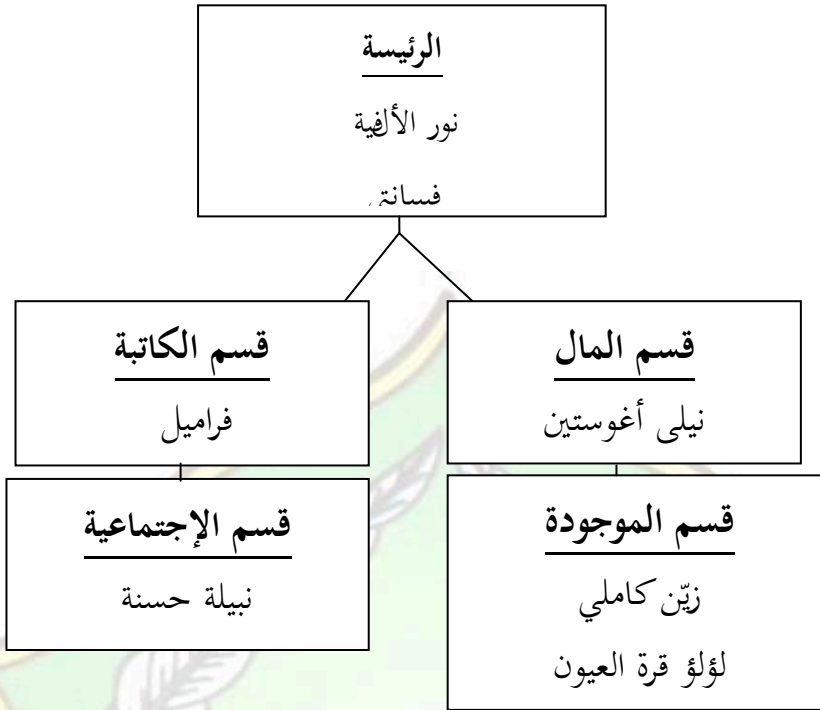 الرئيسة
نور الألفية
قسم الكاتبة
فراميل
قسم المال
نيلى أغوستين
قسم الإجتماعية
نبيلة حسنة
قسم الموجودة
زيّن كاملي
لؤلؤ قرة العيون